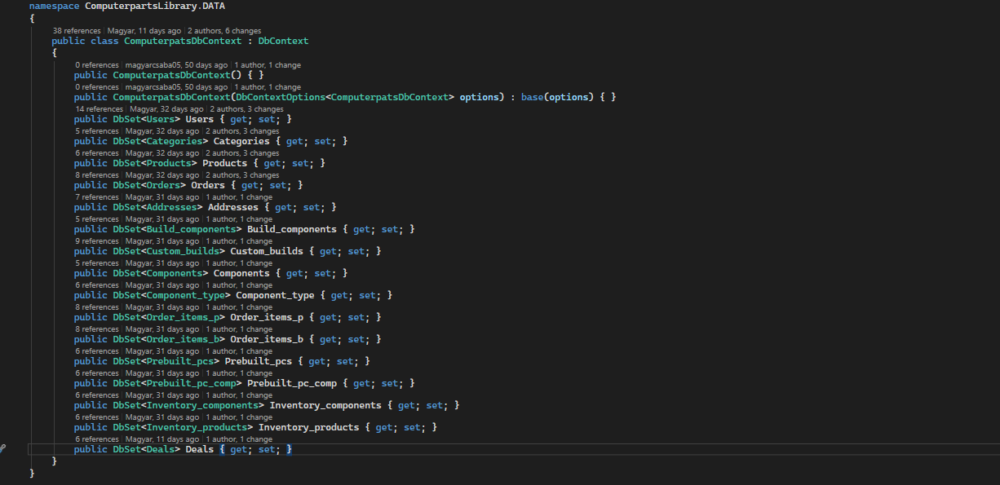 namespace ComputerpartsLibrary.DATA
{
38 references | Magyar, 11 days ago | 2 authors, 6 changes
public class ComputerpatsDbContext : DbContext
{
0 references | magyarcsaba05, 50 days ago | 1 author, 1 change
public ComputerpatsDbContext() { }
0 references | magyarcsaba05, 50 days ago | 1 author, 1 change
public ComputerpatsDbContext(DbContextOptions<ComputerpatsDbContext> options) : base(options) { }
14 references | Magyar, 32 days ago | 2 authors, 3 changes
public DbSet<Users> Users { get; set; }
5 references | Magyar, 32 days ago | 2 authors, 3 changes
public DbSet<Categories> Categories { get; set; }
6 references | Magyar, 32 days ago | 2 authors, 3 changes
public DbSet<Products> Products { get; set; }
8 references | Magyar, 32 days ago | 2 authors, 3 changes
public DbSet<Orders> Orders { get; set; }
7 references | Magyar, 31 days ago | 1 author, 1 change
public DbSet<Addresses> Addresses { get; set; }
5 references | Magyar, 31 days ago | 1 author, 1 change
public DbSet<Build_components> Build_components { get; set; }
9 references | Magyar, 31 days ago | 1 author, 1 change
public DbSet<Custom_builds> Custom_builds { get; set; }
5 references | Magyar, 31 days ago | 1 author, 1 change
public DbSet<Components> Components { get; set; }
6 references | Magyar, 31 days ago | 1 author, 1 change
public DbSet<Component_type> Component_type { get; set; }
8 references | Magyar, 31 days ago | 1 author, 1 change
public DbSet<Order_items_p> Order_items_p { get; set; }
8 references | Magyar, 31 days ago | 1 author, 1 change
public DbSet<Order_items_b> Order_items_b { get; set; }
6 references | Magyar, 31 days ago | 1 author, 1 change
public DbSet<Prebuilt_pcs> Prebuilt_pcs { get; set; }
6 references | Magyar, 31 days ago | 1 author, 1 change
public DbSet<Prebuilt_pc_comp> Prebuilt_pc_comp { get; set; }
6 references | Magyar, 31 days ago | 1 author, 1 change
public DbSet<Inventory_components> Inventory_components { get; set; }
6 references | Magyar, 31 days ago | 1 author, 1 change
public DbSet<Inventory_products> Inventory_products { get; set; }
6 references | Magyar, 11 days ago | 1 author, 1 change
public DbSet<Deals> Deals { get; set; }
}
}